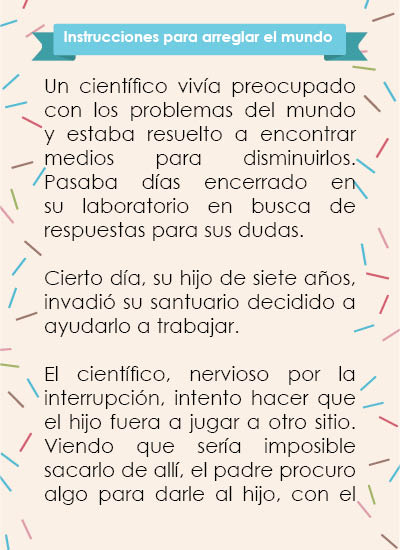 Instrucciones para arreglar el mundo
Un científico vivía preocupado
con los problemas del mundo
y estaba resuelto a encontrar
medios para disminuirlos.
Pasaba días encerrado en
su laboratorio en busca de
respuestas para sus dudas.
Cierto día, su hijo de siete años,
invadió su santuario decidido a
ayudarlo a trabajar.
El científico, nervioso por la
interrupción, intento hacer que
el hijo fuera a jugar a otro sitio.
Viendo que sería imposible
sacarlo de allí, el padre procuro
algo para darle al hijo, con el